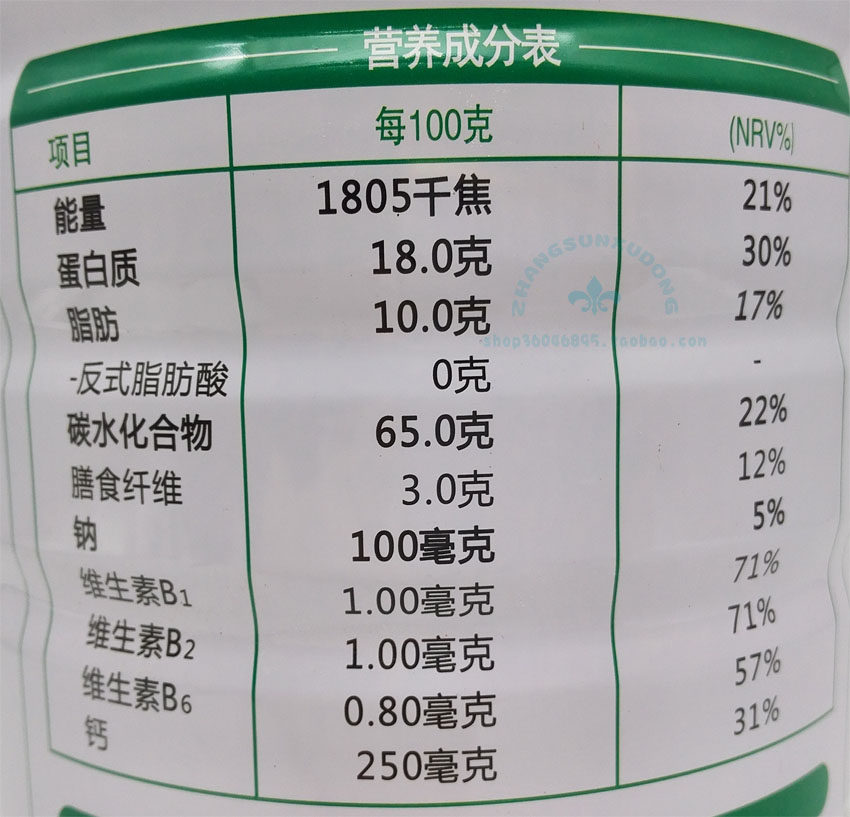 营养成分表
项目 每100克 (NRV%)
能量 1805千焦 21%
蛋白质 18.0克 30%
脂肪 10.0克 17%
-反式脂肪酸 0克 -
碳水化合物 65.0克 22%
膳食纤维 3.0克 12%
钠 100毫克 5%
维生素B1 1.00毫克 71%
维生素B2 1.00毫克 71%
维生素B6 0.80毫克 57%
钙 250毫克 31%
ZHANGSUNXUDONG
shop36046895.taobao.com